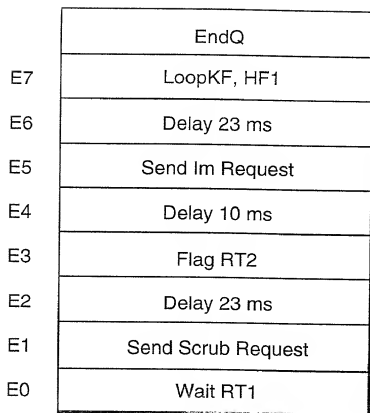 EndQ
E7 LoopKF, HF1
E6 Delay 23 ms
E5 Send Im Request
E4 Delay 10 ms
E3 Flag RT2
E2 Delay 23 ms
E1 Send Scrub Request
E0 Wait RT1